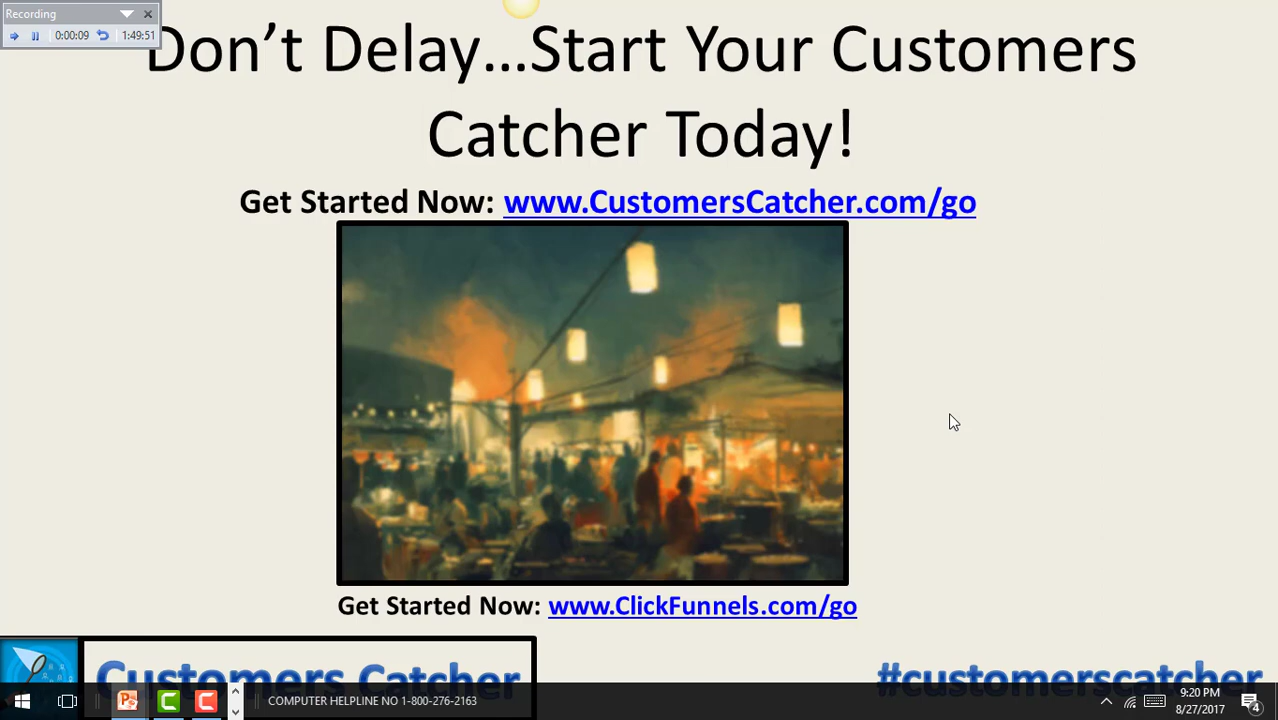 Recording
0:00:09
1:49:51
Don’t Delay...Start Your Customers
Catcher Today!
Get Started Now: www.CustomersCatcher.com/go
Get Started Now: www.ClickFunnels.com/go
Customers Catcher
#customerscatcher
COMPUTER HELPLINE NO 1-800-276-2163
9:20 PM
8/27/2017
4